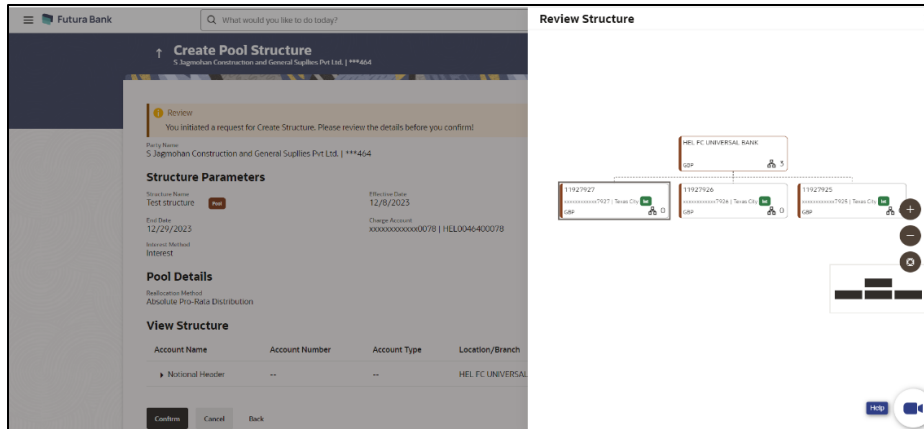 Futura Bank
What would you like to do today?
Create Pool Structure
S Jagmohan Construction and General Supllies Pvt Ltd. | ***464
Review
You initiated a request for Create Structure. Please review the details before you confirm!
Party Name
S Jagmohan Construction and General Supllies Pvt Ltd. | ***464
Structure Parameters
Structure Name
Test structure Pool
Effective Date
12/8/2023
End Date
12/29/2023
Charge Account
xxxxxxxxxxxx0078 | HEL0046400078
Interest Method
Interest
Pool Details
Reallocation Method
Absolute Pro-Rata Distribution
View Structure
Account Name Account Number Account Type Location/Branch
Notional Header -- -- HEL FC UNIVERSAL
Confirm Cancel Back
Review Structure
HEL FC UNIVERSAL BANK
GBP 3
11927927 11927926 11927925
xxxxxxxxxxxx7927 | Texas City xxxxxxxxxxxx7926 | Texas City xxxxxxxxxxxx7925 | Texas City
GBP 0 GBP 0 GBP
Help